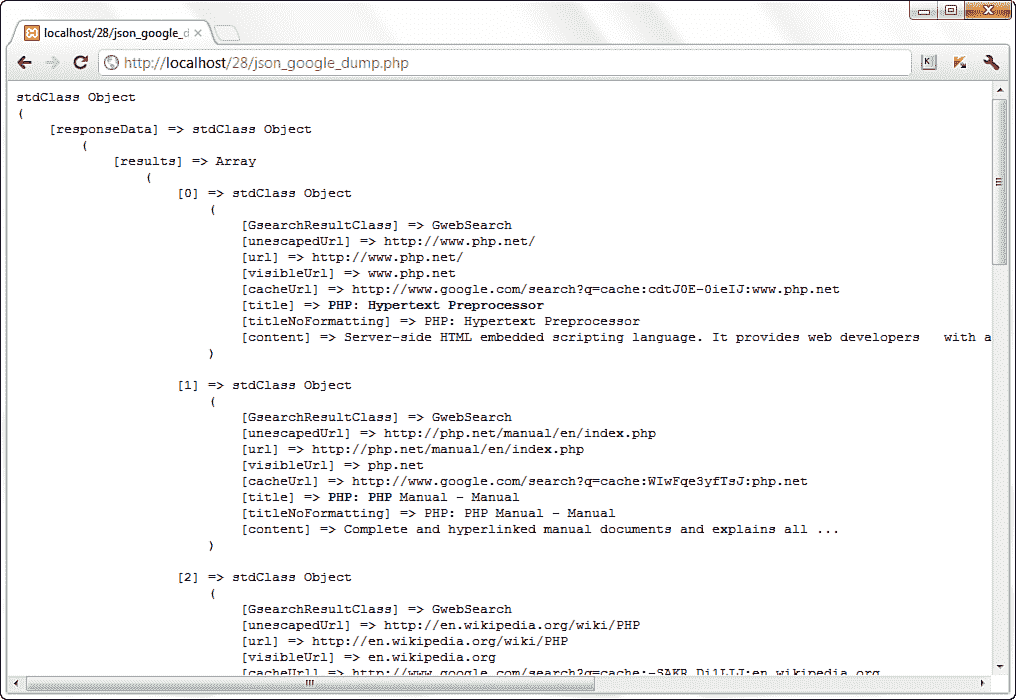 localhost/28/json_google_d
http://localhost/28/json_google_dump.php
stdClass Object
(
[responseData] => stdClass Object
(
[results] => Array
(
[0] => stdClass Object
(
[GsearchResultClass] => GwebSearch
[unescapedUrl] => http://www.php.net/
[url] => http://www.php.net/
[visibleUrl] => www.php.net
[cacheUrl] => http://www.google.com/search?q=cache:cdtJ0E-0ieIJ:www.php.net
[title] => PHP: Hypertext Preprocessor
[titleNoFormatting] => PHP: Hypertext Preprocessor
[content] => Server-side HTML embedded scripting language. It provides web developers   with a
)
[1] => stdClass Object
(
[GsearchResultClass] => GwebSearch
[unescapedUrl] => http://php.net/manual/en/index.php
[url] => http://php.net/manual/en/index.php
[visibleUrl] => php.net
[cacheUrl] => http://www.google.com/search?q=cache:WIwFqe3yfTsJ:php.net
[title] => PHP: PHP Manual - Manual
[titleNoFormatting] => PHP: PHP Manual - Manual
[content] => Complete and hyperlinked manual documents and explains all ...
)
[2] => stdClass Object
(
[GsearchResultClass] => GwebSearch
[unescapedUrl] => http://en.wikipedia.org/wiki/PHP
[url] => http://en.wikipedia.org/wiki/PHP
[visibleUrl] => en.wikipedia.org
[cacheUrl] =>